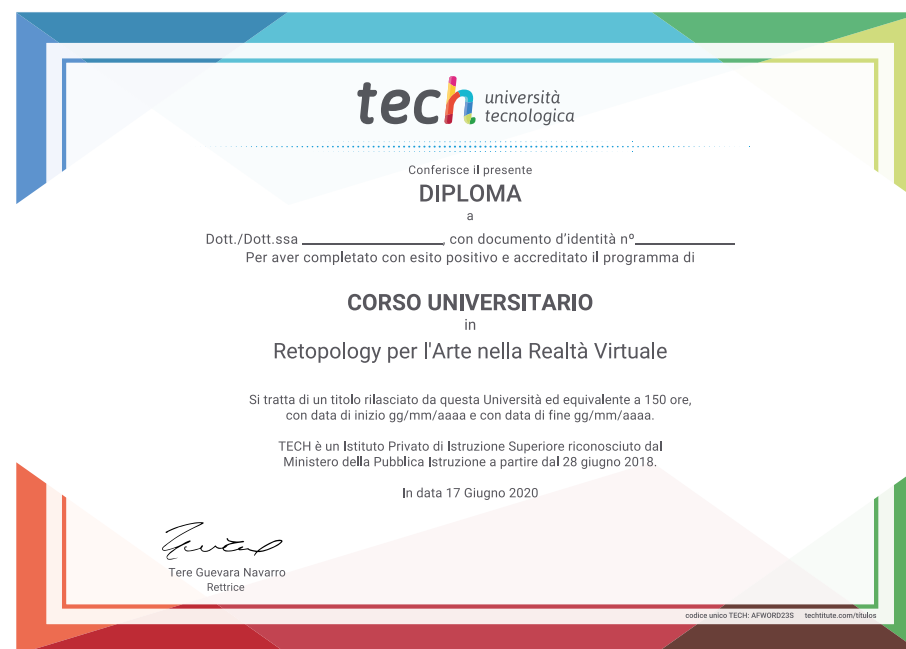 tech università
tecnologica
Conferisce il presente
DIPLOMA
a
Dott./Dott.ssa ____________________, con documento d'identità nº______________
Per aver completato con esito positivo e accreditato il programma di
CORSO UNIVERSITARIO
in
Retopology per l'Arte nella Realtà Virtuale
Si tratta di un titolo rilasciato da questa Università ed equivalente a 150 ore,
con data di inizio gg/mm/aaaa e con data di fine gg/mm/aaaa.
TECH è un Istituto Privato di Istruzione Superiore riconosciuto dal
Ministero della Pubblica Istruzione a partire dal 28 giugno 2018.
In data 17 Giugno 2020
Tere Guevara Navarro
Rettrice
codice unico TECH: AFWORD23S techtitute.com/titulos